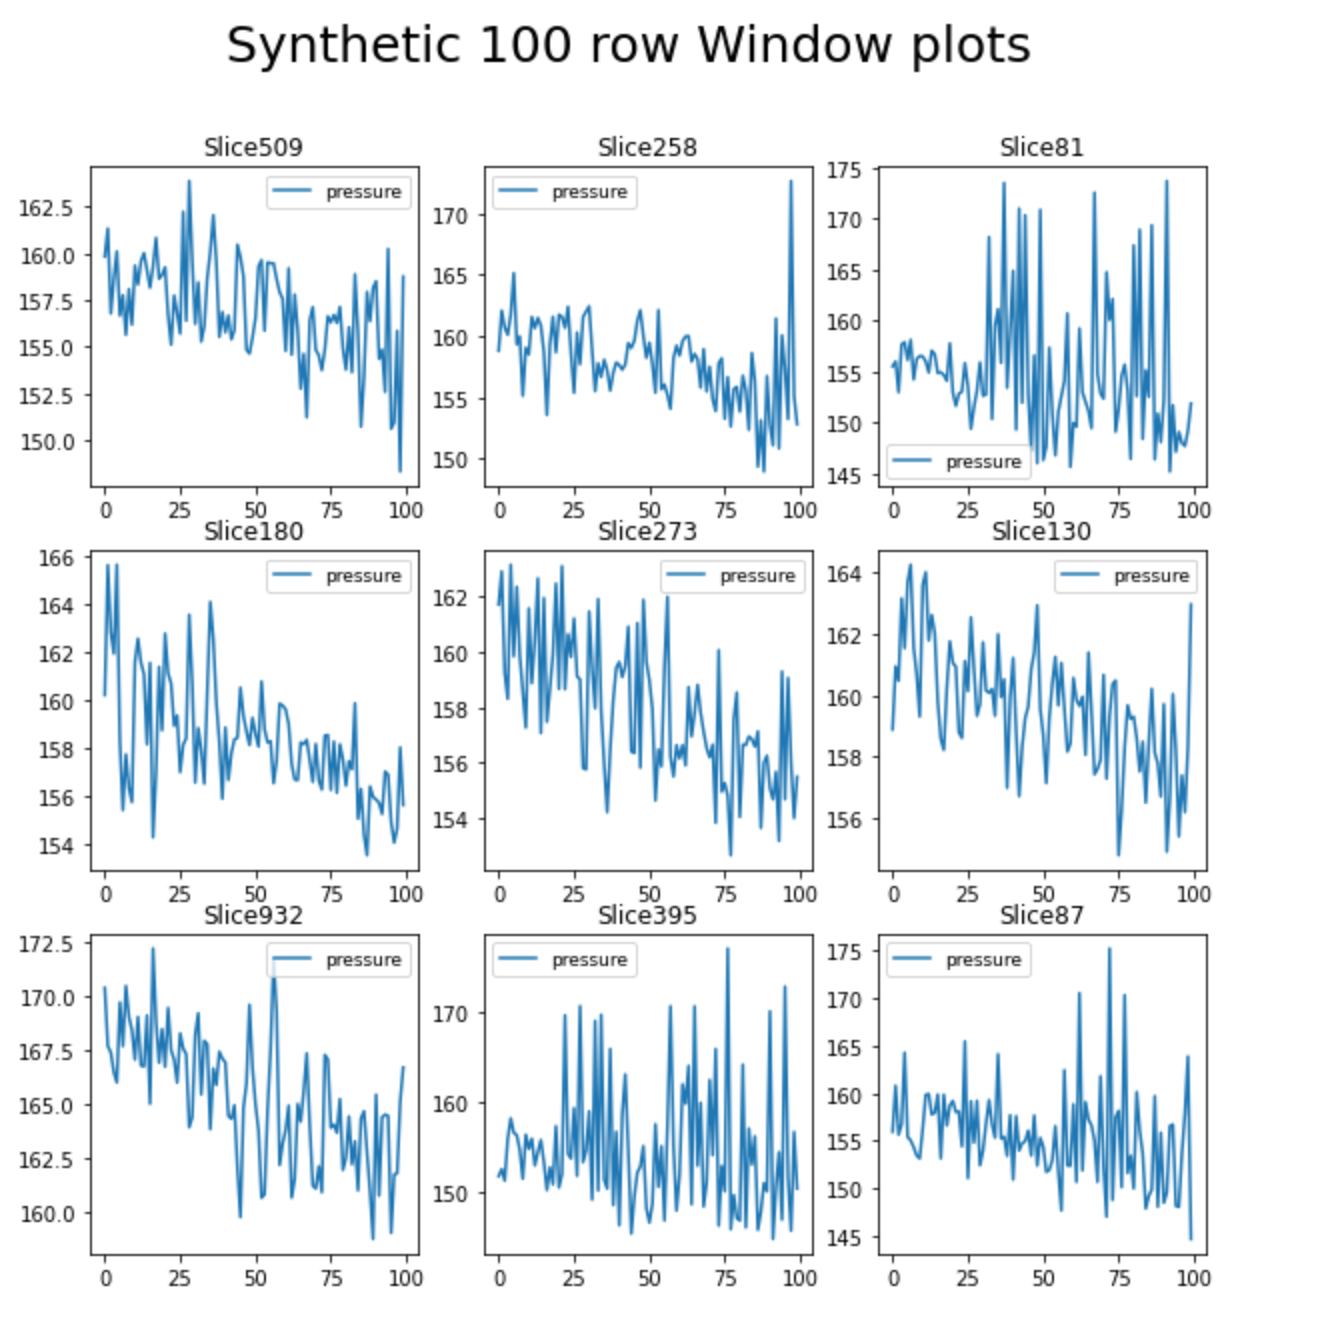 Synthetic 100 row Window plots
Slice509
Slice258
Slice81
pressure
162.5
160.0
157.5
155.0
152.5
150.0
0 25 50 75 100
pressure
170
165
160
155
150
0 25 50 75 100
175
170
165
160
155
150
145
pressure
0 25 50 75 100
Slice180
Slice273
Slice130
166
164
162
160
158
156
154
pressure
0 25 50 75 100
pressure
162
160
158
156
154
0 25 50 75 100
pressure
164
162
160
158
156
0 25 50 75 100
Slice932
Slice395
Slice87
172.5
170.0
167.5
165.0
162.5
160.0
pressure
0 25 50 75 100
pressure
170
160
150
0 25 50 75 100
pressure
175
170
165
160
155
150
145
0 25 50 75 100